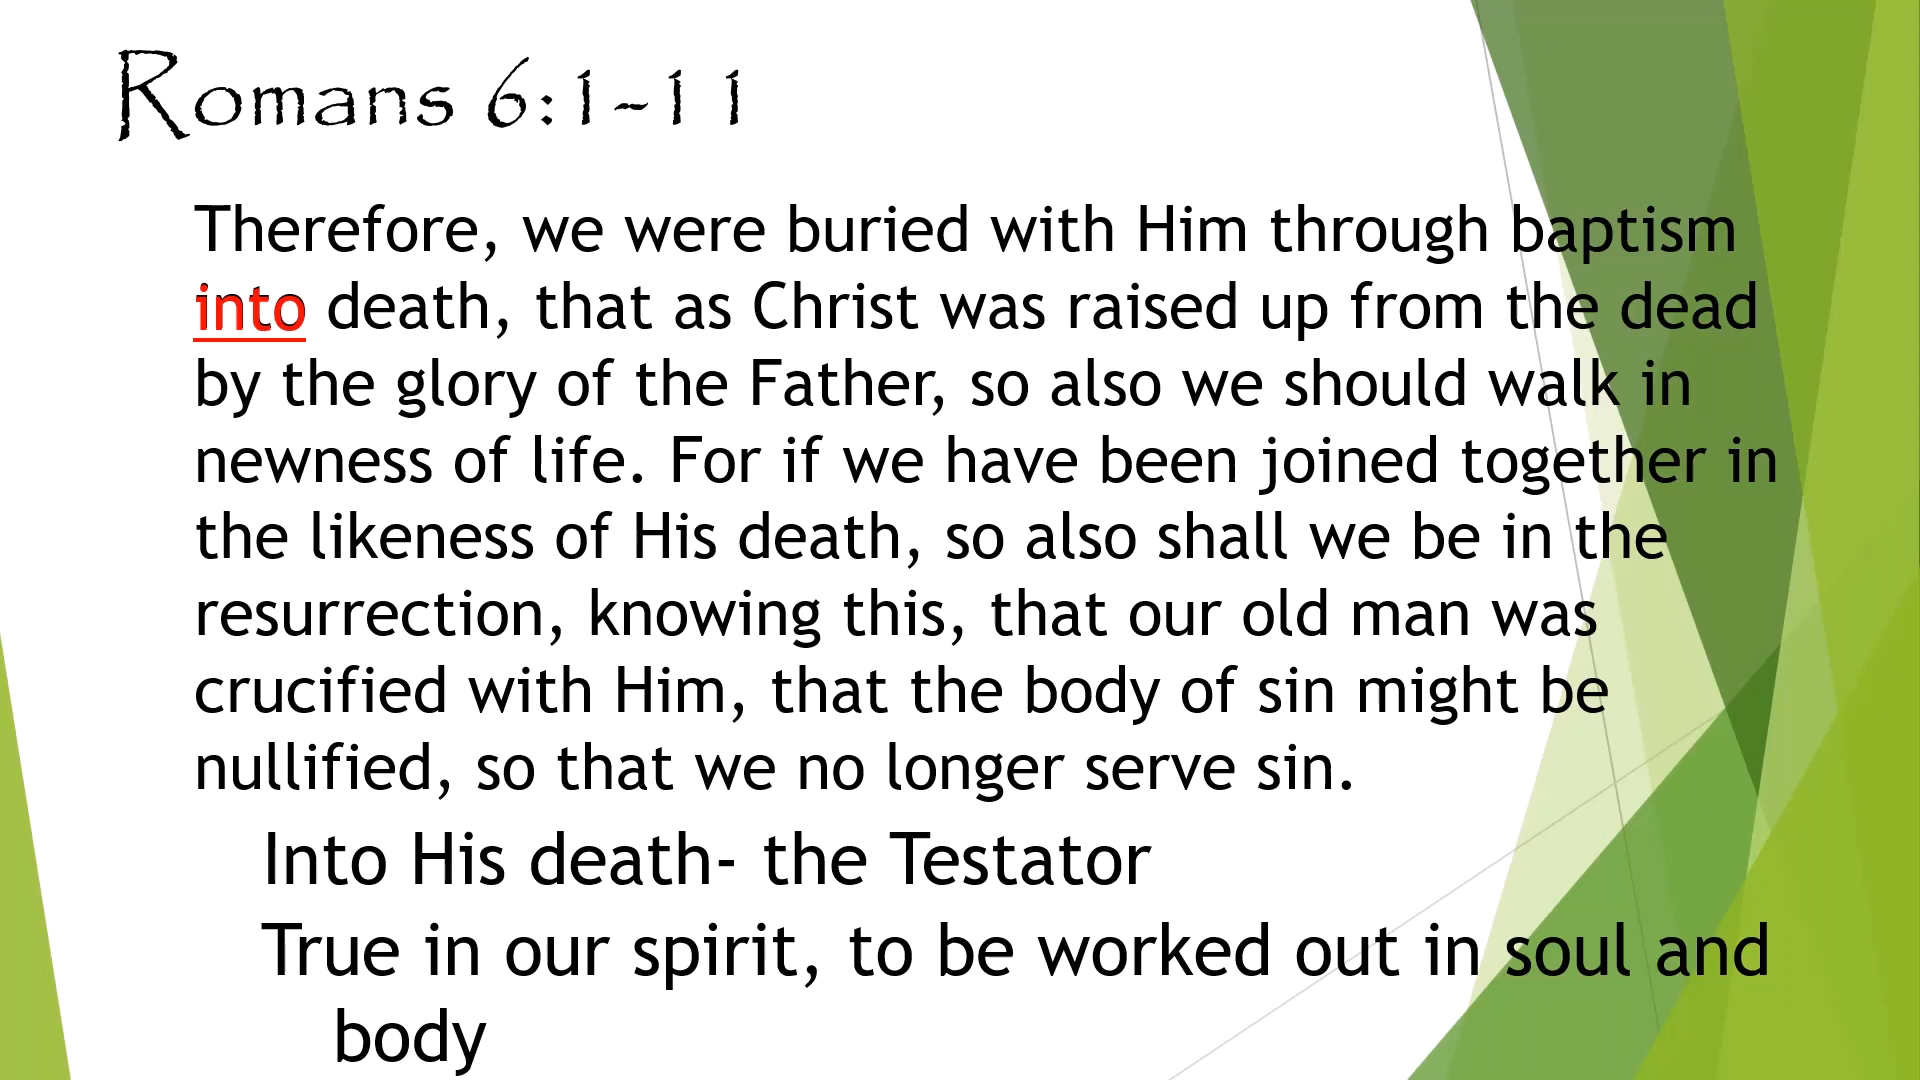 Romans 6:1-11
Therefore, we were buried with Him through baptism
into death, that as Christ was raised up from the dead
by the glory of the Father, so also we should walk in
newness of life. For if we have been joined together in
the likeness of His death, so also shall we be in the
resurrection, knowing this, that our old man was
crucified with Him, that the body of sin might be
nullified, so that we no longer serve sin.
Into His death- the Testator
True in our spirit, to be worked out in soul and
body